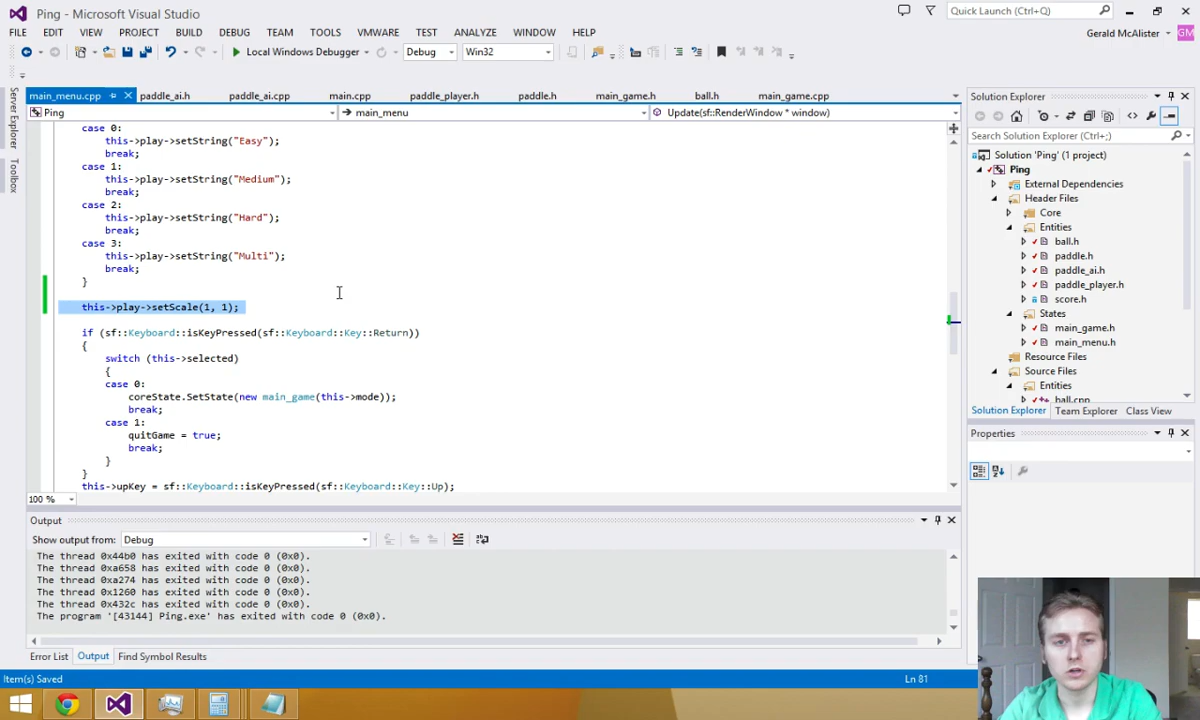 Ping - Microsoft Visual Studio
Quick Launch (Ctrl+Q)
FILE EDIT VIEW PROJECT BUILD DEBUG TEAM TOOLS VMWARE TEST ANALYZE WINDOW HELP
Gerald McAlister GM
Local Windows Debugger Debug Win32
main_menu.cpp paddle_ai.h paddle_ai.cpp main.cpp paddle_player.h paddle.h main_game.h ball.h main_game.cpp
Ping main_menu Update(sf::RenderWindow * window)
Server Explorer
Toolbox
case 0:
this->play->setString("Easy");
break;
case 1:
this->play->setString("Medium");
break;
case 2:
this->play->setString("Hard");
break;
case 3:
this->play->setString("Multi");
break;
}
this->play->setScale(1, 1);
if (sf::Keyboard::isKeyPressed(sf::Keyboard::Key::Return))
{
switch (this->selected)
{
case 0:
coreState.SetState(new main_game(this->mode));
break;
case 1:
quitGame = true;
break;
}
}
this->upKey = sf::Keyboard::isKeyPressed(sf::Keyboard::Key::Up);
100 %
Output
Show output from: Debug
The thread 0x44b0 has exited with code 0 (0x0).
The thread 0xa658 has exited with code 0 (0x0).
The thread 0xa274 has exited with code 0 (0x0).
The thread 0x1260 has exited with code 0 (0x0).
The thread 0x432c has exited with code 0 (0x0).
The program '[43144] Ping.exe' has exited with code 0 (0x0).
Error List Output Find Symbol Results
Item(s) Saved
Ln 81
Solution Explorer
Search Solution Explorer (Ctrl+;)
Solution 'Ping' (1 project)
Ping
External Dependencies
Header Files
Core
Entities
ball.h
paddle.h
paddle_ai.h
paddle_player.h
score.h
States
main_game.h
main_menu.h
Resource Files
Source Files
Entities
ball.cpp
Solution Explorer Team Explorer Class View
Properties